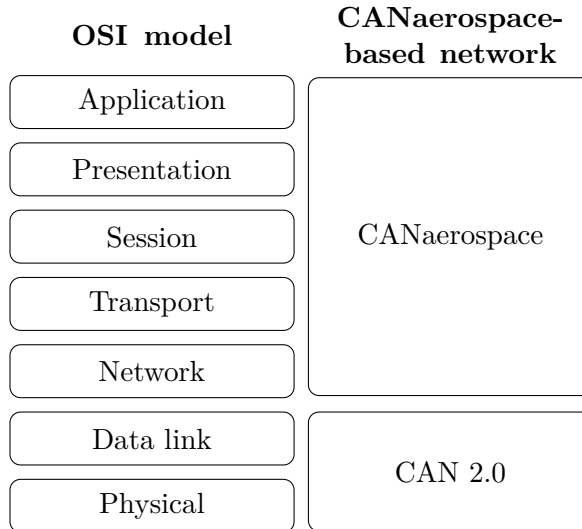 OSI model
CANaerospace-
based network
Application
Presentation
Session
Transport
Network
Data link
Physical
CANaerospace
CAN 2.0